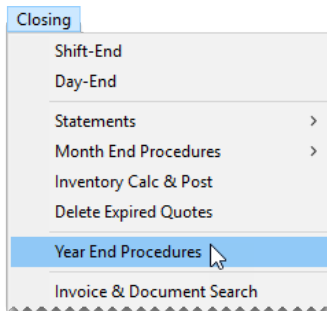 Closing
Shift-End
Day-End
Statements
Month End Procedures
Inventory Calc & Post
Delete Expired Quotes
Year End Procedures
Invoice & Document Search